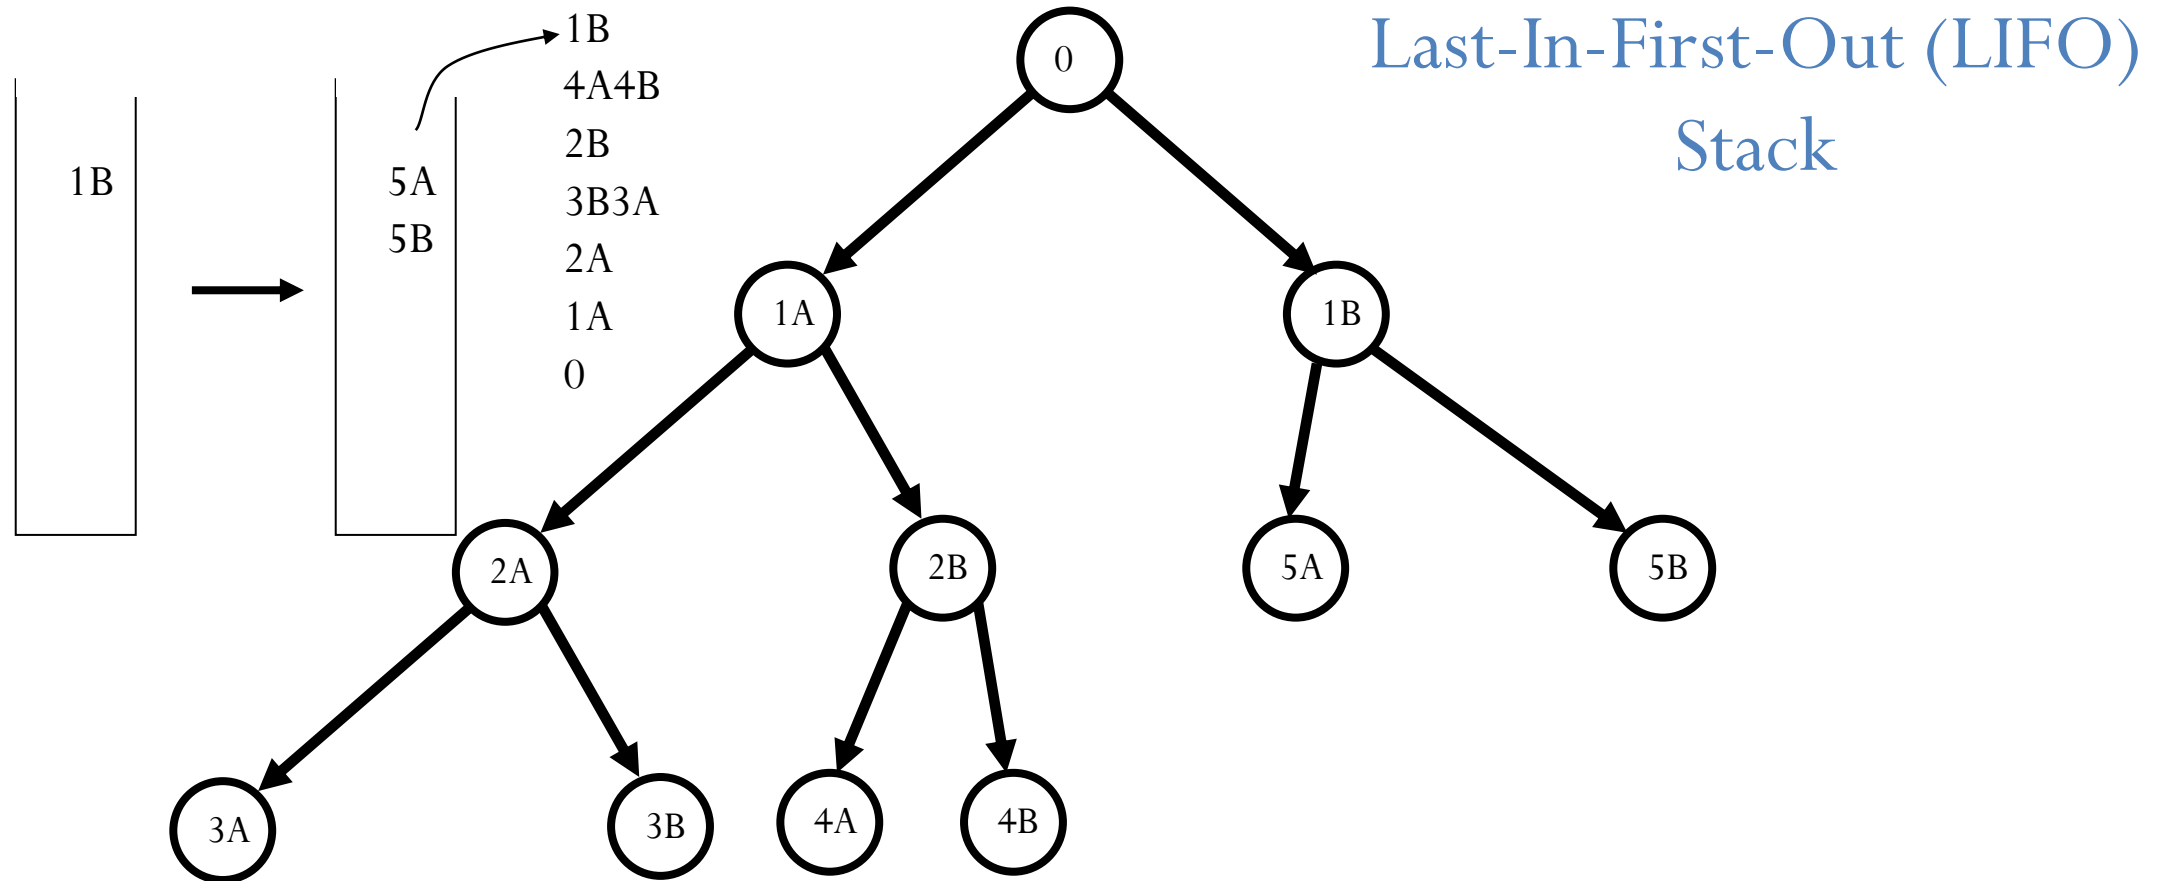 Last-In-First-Out (LIFO)
Stack
1B
5A
5B
1B
4A4B
2B
3B3A
2A
1A
0
0
1A
1B
2A
2B
5A
5B
3A
3B
4A
4B